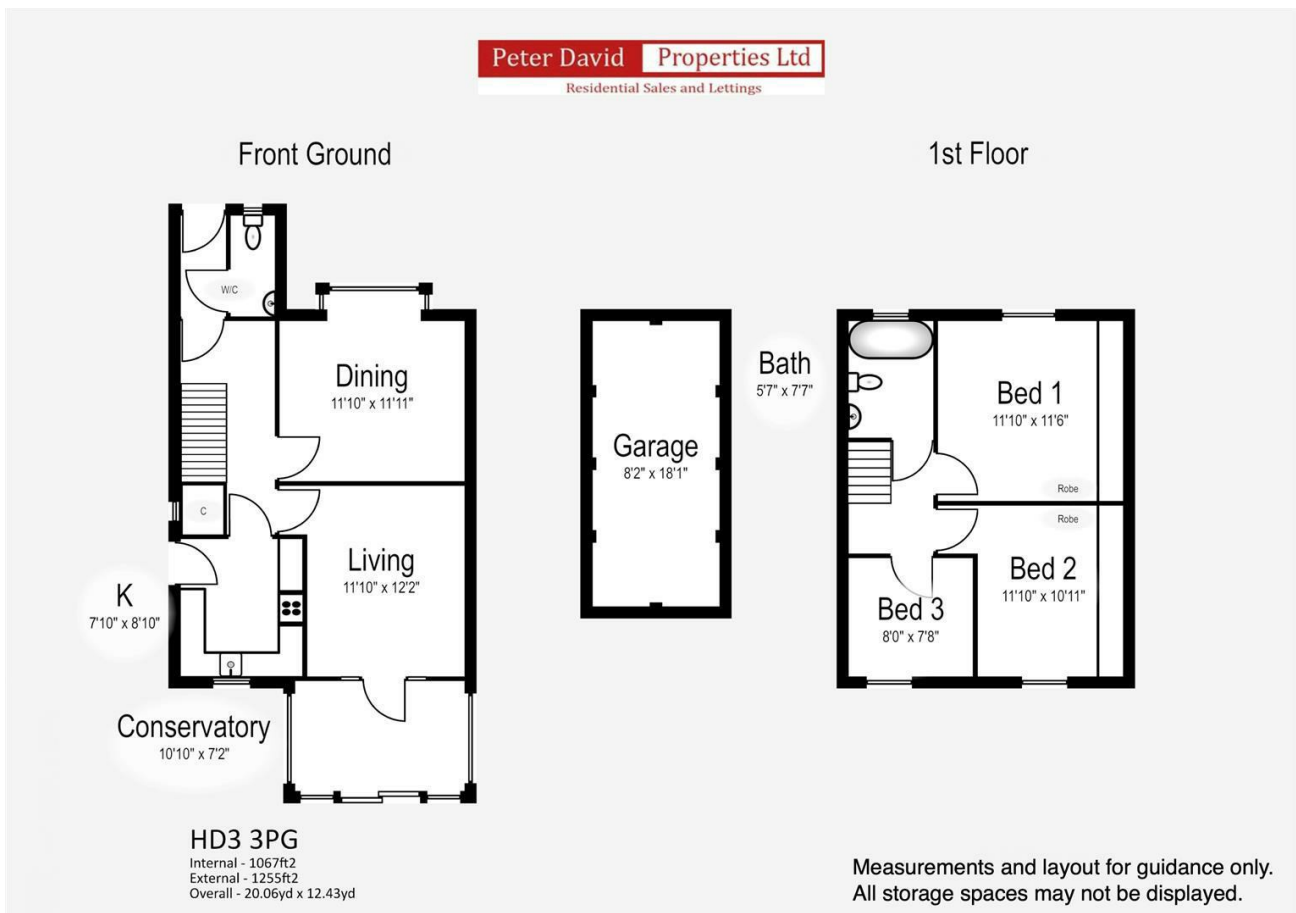 Peter David Properties Ltd
Residential Sales and Lettings
Front Ground
1st Floor
W/C
Dining
11'10" x 11'11"
C
Living
11'10" x 12'2"
K
7'10" x 8'10"
Conservatory
10'10" x 7'2"
Garage
8'2" x 18'1"
Bath
5'7" x 7'7"
Bed 1
11'10" x 11'6"
Robe
Robe
Bed 2
11'10" x 10'11"
Bed 3
8'0" x 7'8"
HD3 3PG
Internal - 1067ft2
External - 1255ft2
Overall - 20.06yd x 12.43yd
Measurements and layout for guidance only.
All storage spaces may not be displayed.